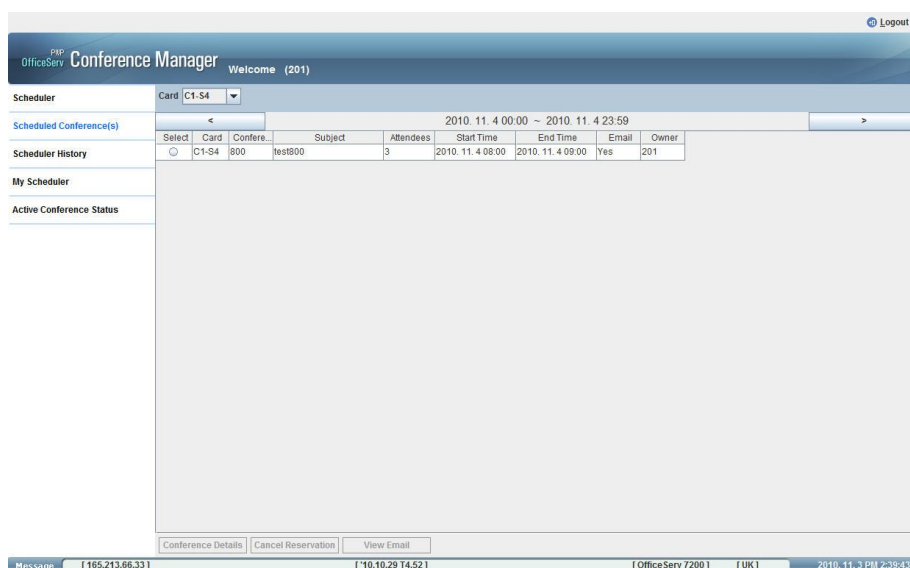 Logout
PWP
OfficeServ Conference Manager Welcome (201)
Scheduler
Scheduled Conference(s)
Scheduler History
My Scheduler
Active Conference Status
Card C1-S4
< 2010. 11. 4 00:00 ~ 2010. 11. 4 23:59 >
Select Card Confere... Subject Attendees Start Time End Time Email Owner
C1-S4 800 test800 3 2010. 11. 4 08:00 2010. 11. 4 09:00 Yes 201
Conference Details Cancel Reservation View Email
Message [ 165.213.66.33 ] [ '10.10.29 T4.52 ] [ OfficeServ 7200 ] [ UK ] 2010. 11. 3 PM 2:39:43